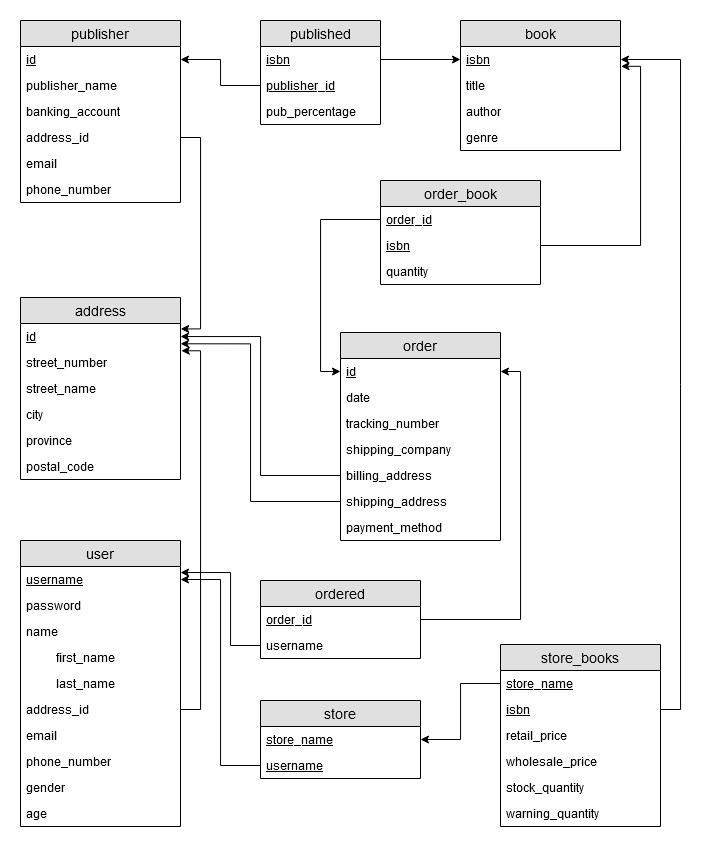 publisher
id
publisher_name
banking_account
address_id
email
phone_number
published
isbn
publisher_id
pub_percentage
book
isbn
title
author
genre
order_book
order_id
isbn
quantity
address
id
street_number
street_name
city
province
postal_code
order
id
date
tracking_number
shipping_company
billing_address
shipping_address
payment_method
user
username
password
name
first_name
last_name
address_id
email
phone_number
gender
age
ordered
order_id
username
store
store_name
username
store_books
store_name
isbn
retail_price
wholesale_price
stock_quantity
warning_quantity